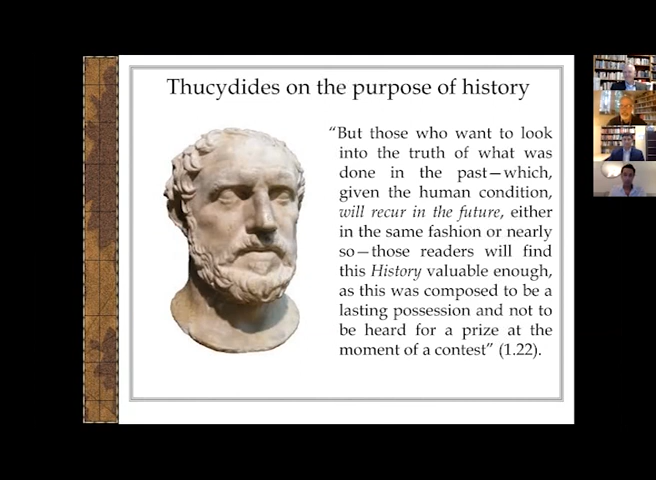 Thucydides on the purpose of history
“But those who want to look
into the truth of what was
done in the past—which,
given the human condition,
will recur in the future, either
in the same fashion or nearly
so—those readers will find
this History valuable enough,
as this was composed to be a
lasting possession and not to
be heard for a prize at the
moment of a contest” (1.22).